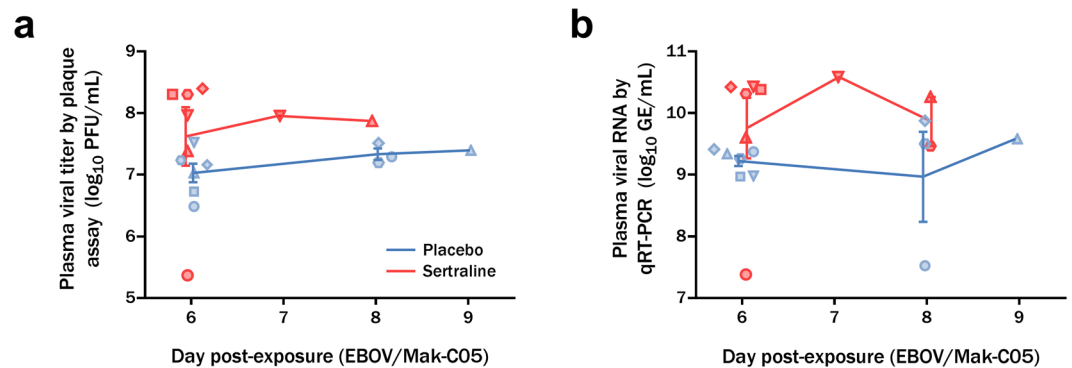 a
Plasma viral titer by plaque
assay (log10 PFU/mL)
9
8
7
6
5
Placebo
Sertraline
6 7 8 9
Day post-exposure (EBOV/Mak-C05)
b
Plasma viral RNA by
qRT-PCR (log10 GE/mL)
11
10
9
8
7
6 7 8 9
Day post-exposure (EBOV/Mak-C05)